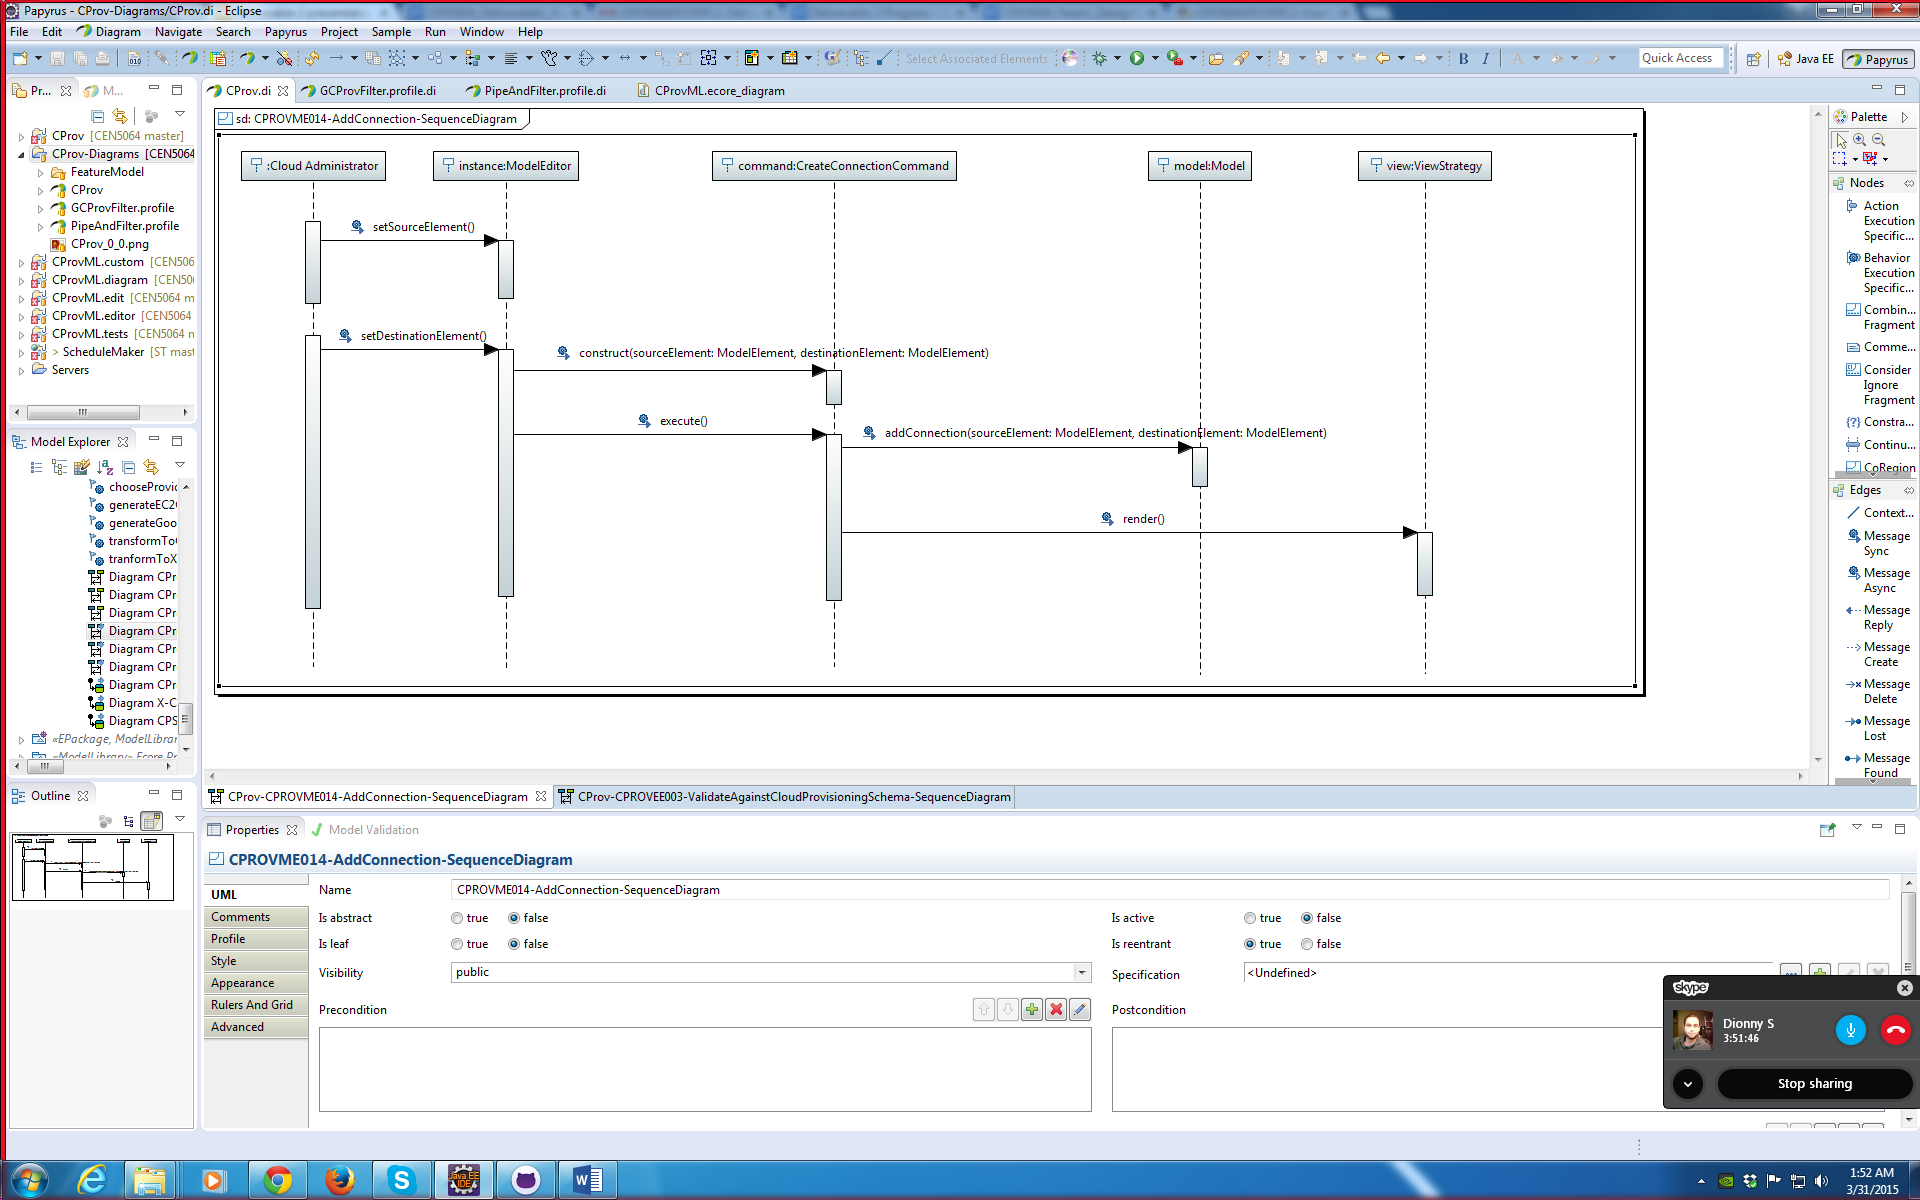 Papyrus - CProv-Diagrams/CProv.di - Eclipse
File Edit Diagram Navigate Search Papyrus Project Sample Run Window Help
Select Associated Elements
Quick Access
Java EE
Papyrus
Pr...
M...
CProv [CEN5064 master]
CProv-Diagrams [CEN5064
FeatureModel
CProv
GCProvFilter.profile
PipeAndFilter.profile
CProv_0_0.png
CProvML.custom [CEN506
CProvML.diagram [CEN50
CProvML.edit [CEN5064 m
CProvML.editor [CEN5064
CProvML.tests [CEN5064 m
> ScheduleMaker [ST mast
Servers
Model Explorer
chooseProvi
generateEC2
generateGoo
transformTo
tranformToX
Diagram CPr
Diagram CPr
Diagram CPr
Diagram CPr
Diagram CPr
Diagram CPr
Diagram CPr
Diagram X-C
Diagram CPS
«EPackage, ModelLibrar
«ModelLibrary» Ecore Pr
Outline
CProv.di
GCProvFilter.profile.di
PipeAndFilter.profile.di
CProvML.ecore_diagram
sd: CPROVME014-AddConnection-SequenceDiagram
:Cloud Administrator
instance:ModelEditor
command:CreateConnectionCommand
model:Model
view:ViewStrategy
setSourceElement()
setDestinationElement()
construct(sourceElement: ModelElement, destinationElement: ModelElement)
execute()
addConnection(sourceElement: ModelElement, destinationElement: ModelElement)
render()
Palette
Nodes
Action
Execution
Specific...
Behavior
Execution
Specific...
Combin...
Fragment
Comme...
Consider
Ignore
Fragment
Constra...
Continu...
CoRegion
Edges
Context...
Message
Sync
Message
Async
Message
Reply
Message
Create
Message
Delete
Message
Lost
Message
Found
CProv-CPROVME014-AddConnection-SequenceDiagram
CProv-CPROVEE003-ValidateAgainstCloudProvisioningSchema-SequenceDiagram
Properties
Model Validation
CPROVME014-AddConnection-SequenceDiagram
UML
Comments
Profile
Style
Appearance
Rulers And Grid
Advanced
Name CPROVME014-AddConnection-SequenceDiagram
Is abstract true false
Is active true false
Is leaf true false
Is reentrant true false
Visibility public
Specification <Undefined>
Precondition
Postcondition
skype
Dionny S
3:51:46
Stop sharing
Java EE
IDE
1:52 AM
3/31/2015